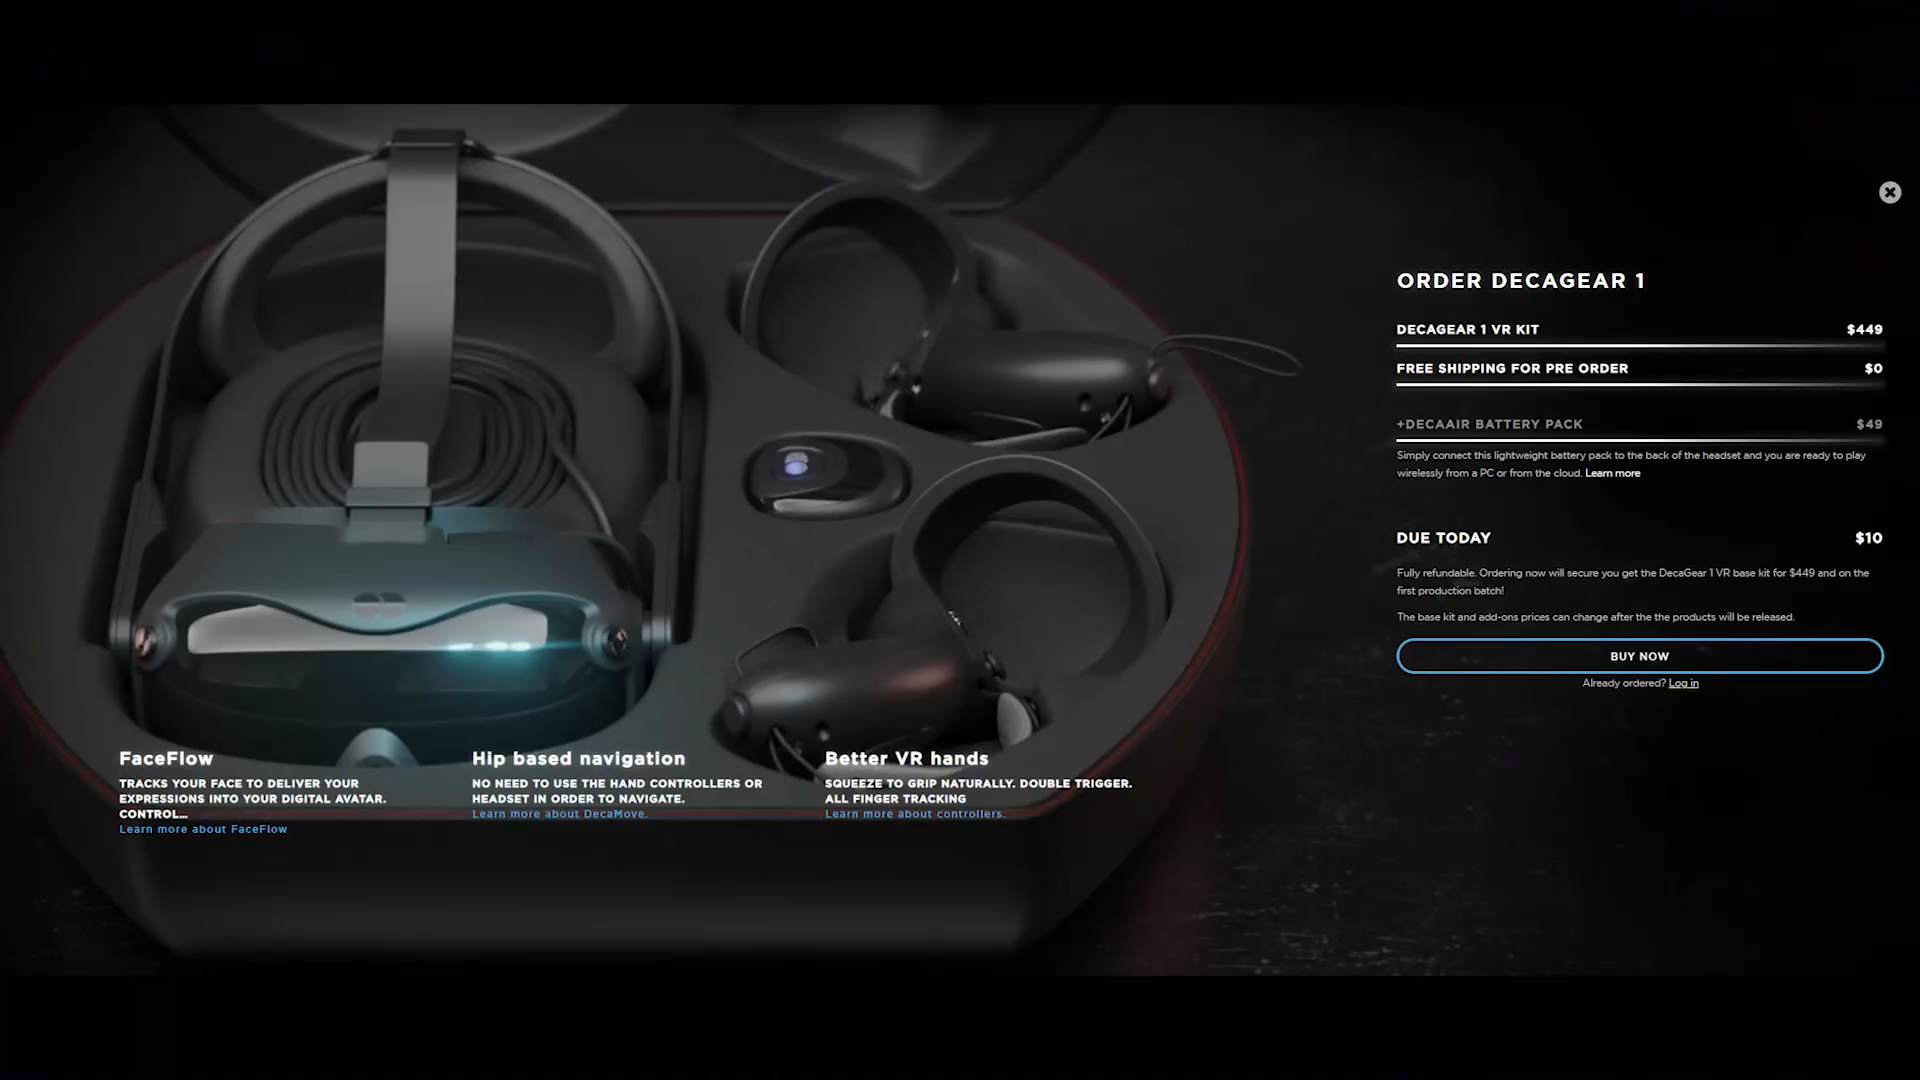 ORDER DECAGEAR 1
DECAGEAR 1 VR KIT $449
FREE SHIPPING FOR PRE ORDER $0
+DECAAIR BATTERY PACK $49
Simply connect this lightweight battery pack to the back of the headset and you are ready to play
wirelessly from a PC or from the cloud. Learn more
DUE TODAY $10
Fully refundable. Ordering now will secure you get the DecaGear 1 VR base kit for $449 and on the
first production batch!
The base kit and add-ons prices can change after the the products will be released.
BUY NOW
Already ordered? Log in
FaceFlow
TRACKS YOUR FACE TO DELIVER YOUR
EXPRESSIONS INTO YOUR DIGITAL AVATAR.
CONTROL...
Learn more about FaceFlow
Hip based navigation
NO NEED TO USE THE HAND CONTROLLERS OR
HEADSET IN ORDER TO NAVIGATE.
Learn more about DecaMove.
Better VR hands
SQUEEZE TO GRIP NATURALLY. DOUBLE TRIGGER.
ALL FINGER TRACKING
Learn more about controllers.